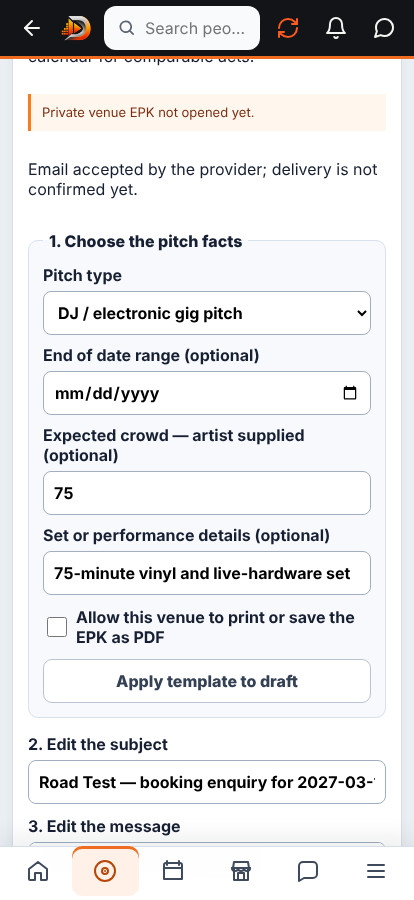 Search peo...
calendar for comparable acts.
Private venue EPK not opened yet.
Email accepted by the provider; delivery is not
confirmed yet.
1. Choose the pitch facts
Pitch type
DJ / electronic gig pitch
End of date range (optional)
mm/dd/yyyy
Expected crowd — artist supplied
(optional)
75
Set or performance details (optional)
75-minute vinyl and live-hardware set
Allow this venue to print or save the
EPK as PDF
Apply template to draft
2. Edit the subject
Road Test — booking enquiry for 2027-03-
3. Edit the message